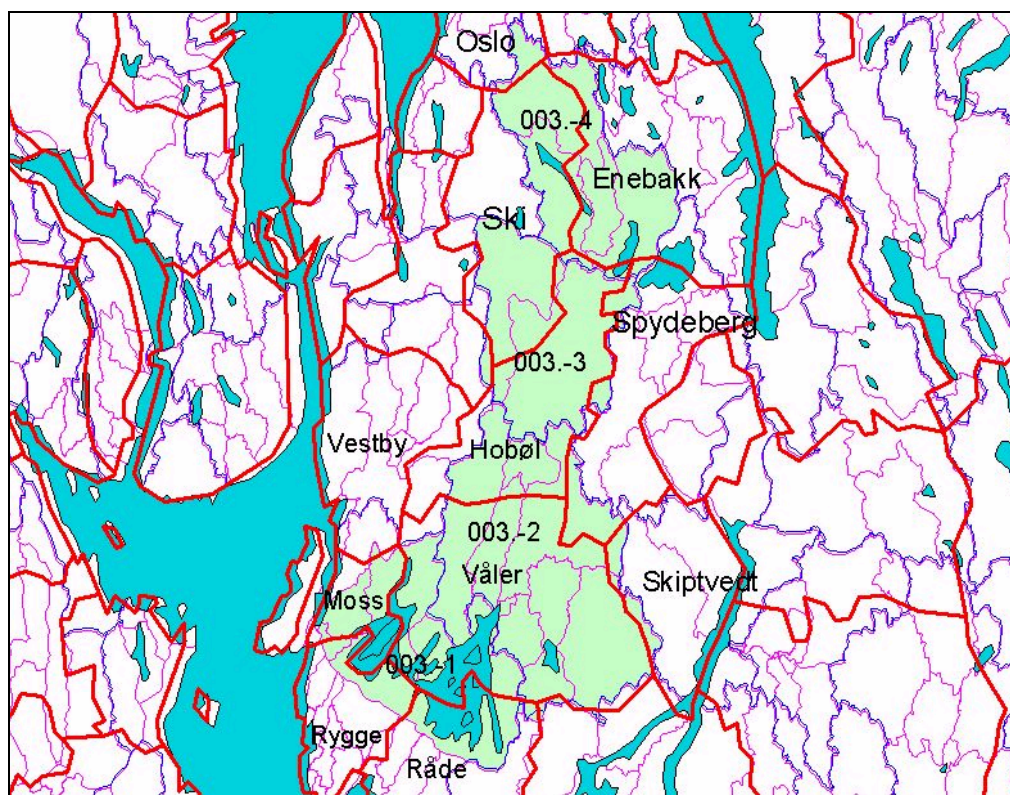 Oslo
003.-4
Enebakk
Ski
Spydeberg
003.-3
Vestby
Hobøl
003.-2
Våler
Skiptvedt
Moss
003.-1
Rygge
Råde